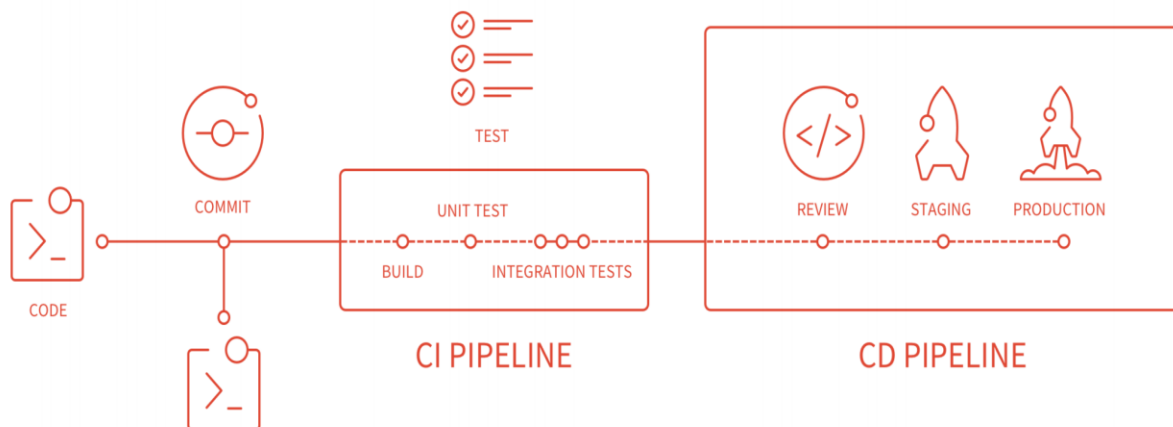 TEST
COMMIT
UNIT TEST
REVIEW
STAGING
PRODUCTION
BUILD
INTEGRATION TESTS
CODE
CI PIPELINE
CD PIPELINE